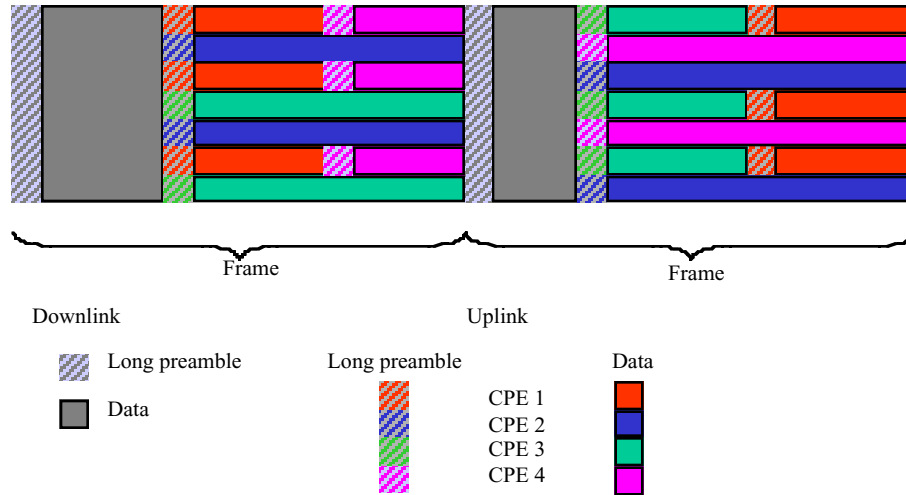 Frame Frame
Downlink Uplink
Long preamble Long preamble Data
Data CPE 1
CPE 2
CPE 3
CPE 4